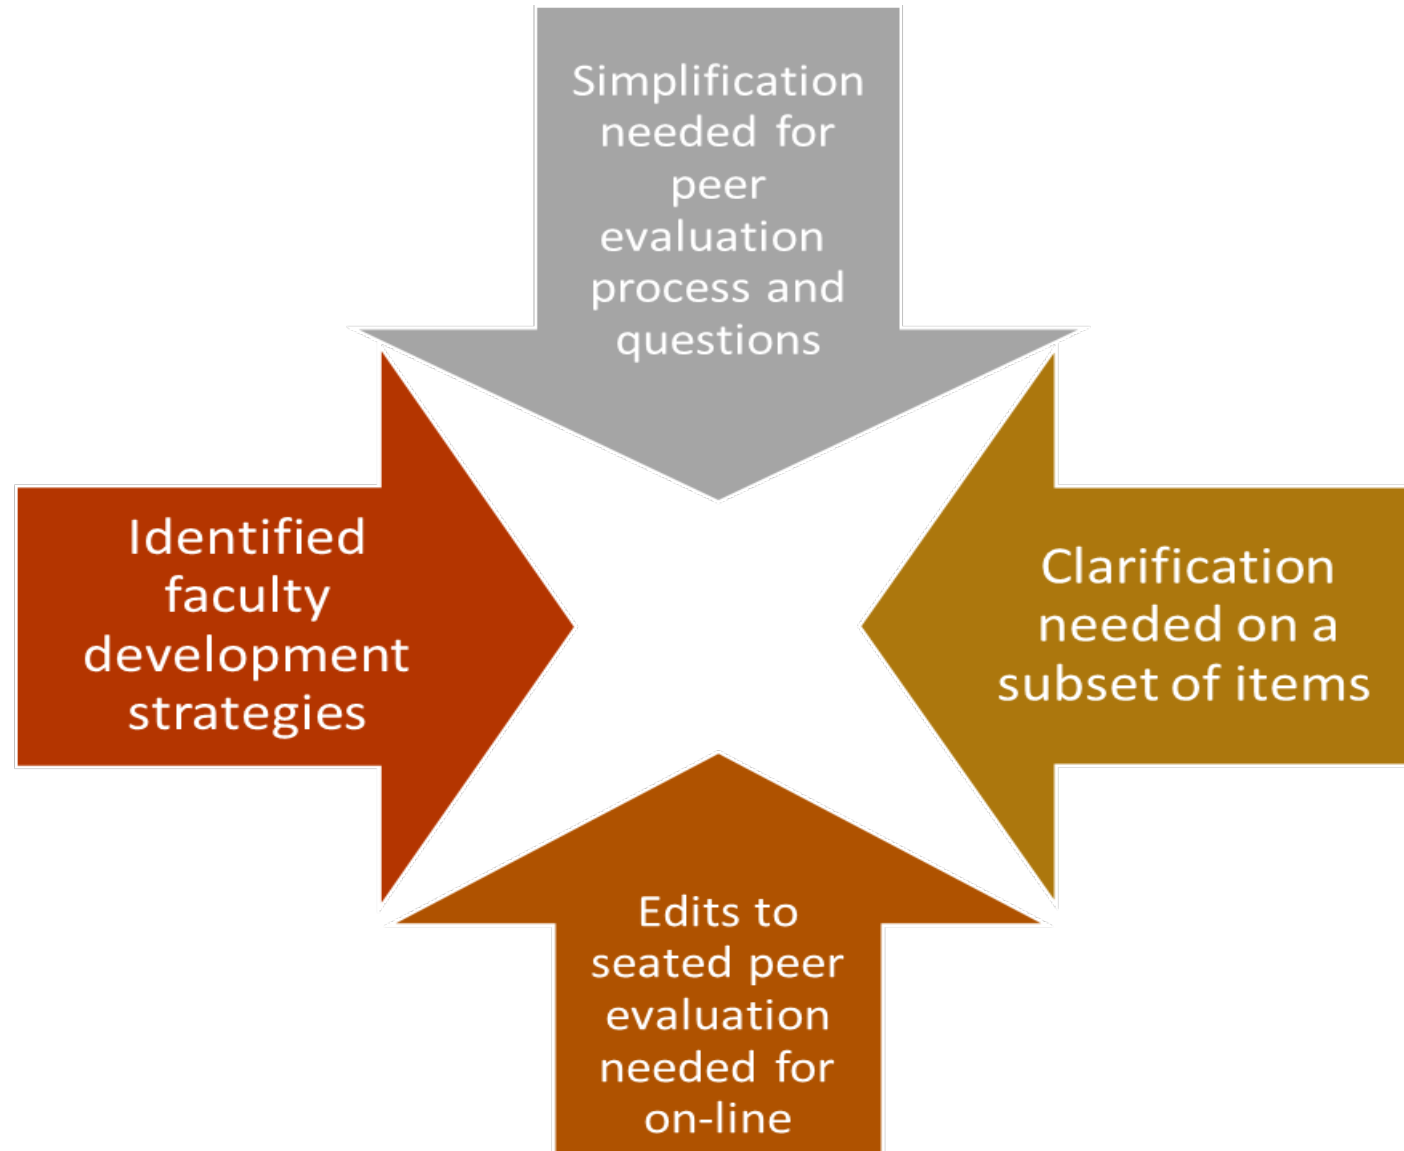 Simplification
needed for
peer
evaluation
process and
questions
Identified
faculty
development
strategies
Clarification
needed on a
subset of items
Edits to
seated peer
evaluation
needed for
on-line